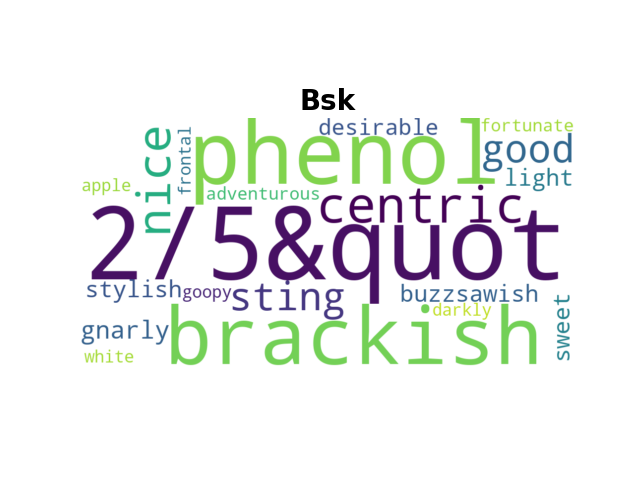 Bsk
desirable
fortunate
phenol
nice
frontal
good
light
apple
adventurous
centric
2/5&quot
stylish
goopy
sting
buzzsawish
darkly
gnarly
brackish
sweet
white